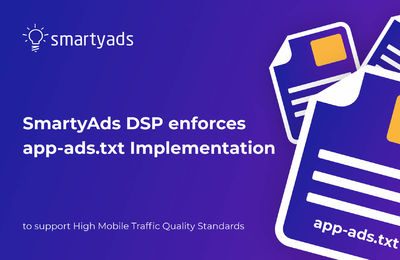 smartyads
SmartyAds DSP enforces
app-ads.txt Implementation
to support High Mobile Traffic Quality Standards
app-ads.txt